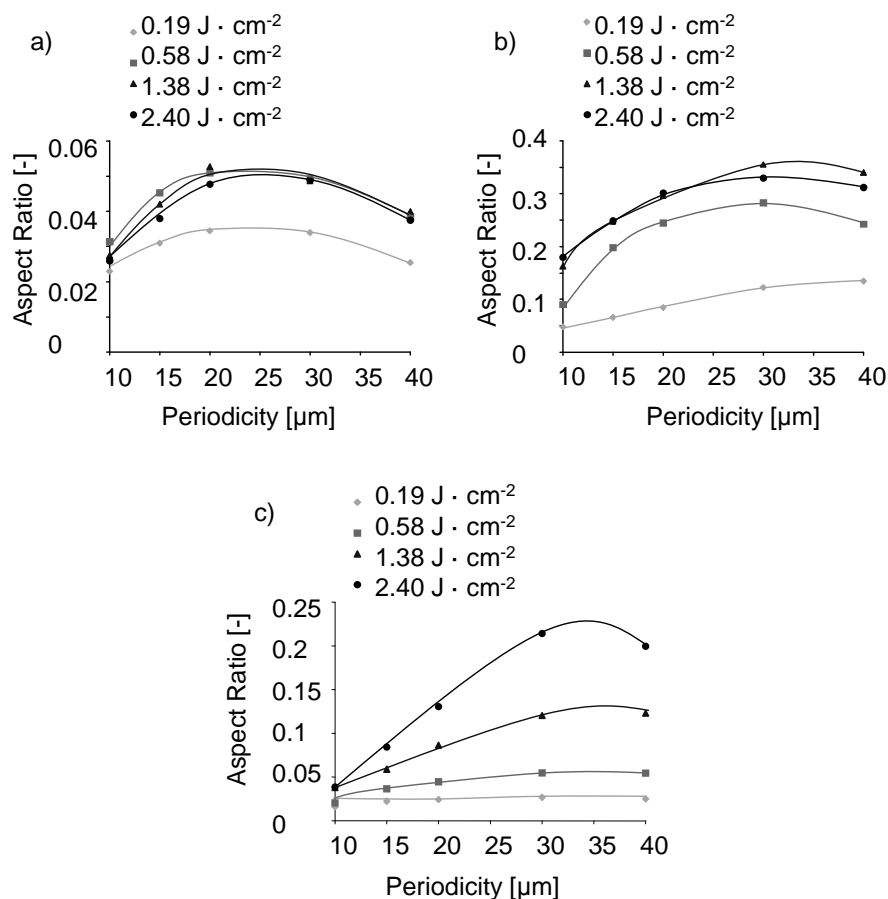 a)
0.19 J · cm-2
0.58 J · cm-2
1.38 J · cm-2
2.40 J · cm-2
Aspect Ratio [-]
0.06
0.04
0.02
0
10 15 20 25 30 35 40
Periodicity [µm]
b)
0.19 J · cm-2
0.58 J · cm-2
1.38 J · cm-2
2.40 J · cm-2
Aspect Ratio [-]
0.4
0.3
0.2
0.1
0
10 15 20 25 30 35 40
Periodicity [µm]
c)
0.19 J · cm-2
0.58 J · cm-2
1.38 J · cm-2
2.40 J · cm-2
Aspect Ratio [-]
0.25
0.2
0.15
0.1
0.05
0
10 15 20 25 30 35 40
Periodicity [µm]